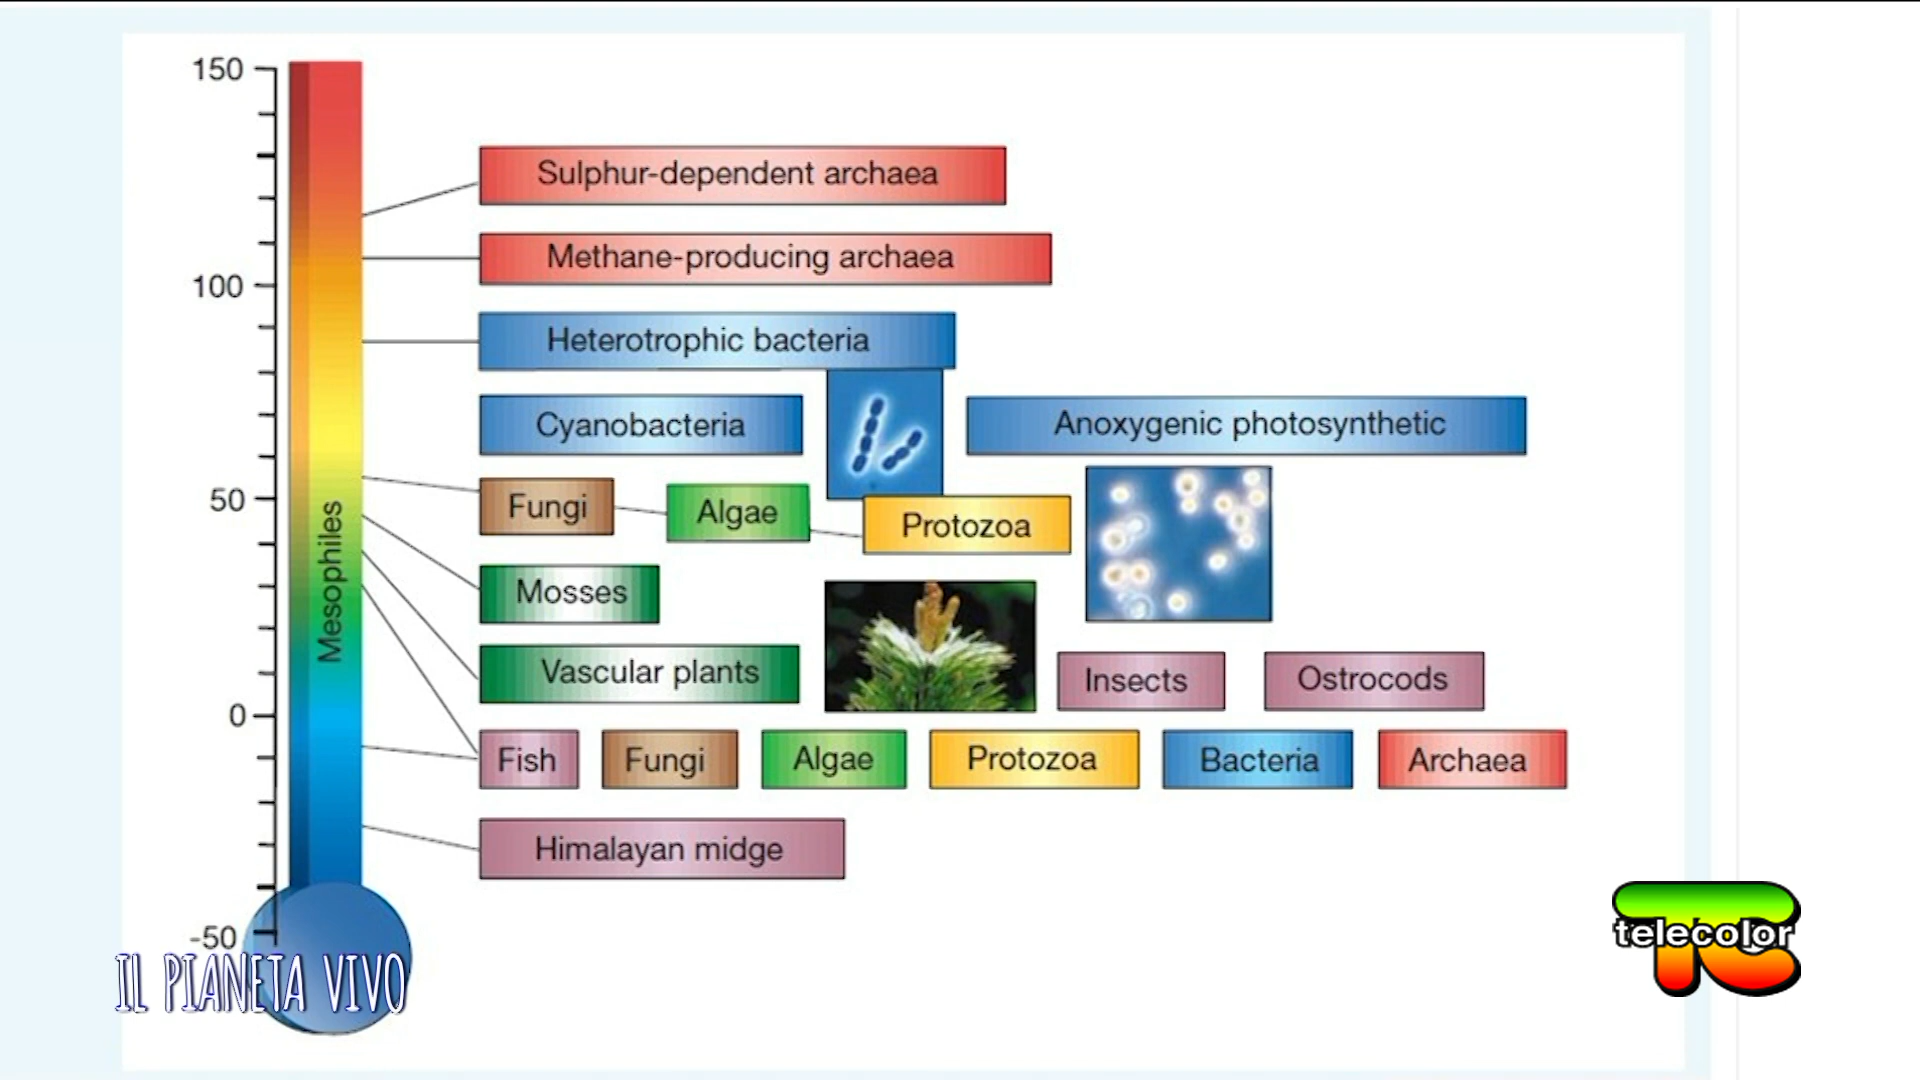 150
Sulphur-dependent archaea
Methane-producing archaea
100
Heterotrophic bacteria
Cyanobacteria
Anoxygenic photosynthetic
50
Fungi
Algae
Protozoa
Mesophiles
Mosses
Vascular plants
Insects
Ostrocods
0
Fish
Fungi
Algae
Protozoa
Bacteria
Archaea
Himalayan midge
-50
IL PIANETA VIVO
telecolor
TC